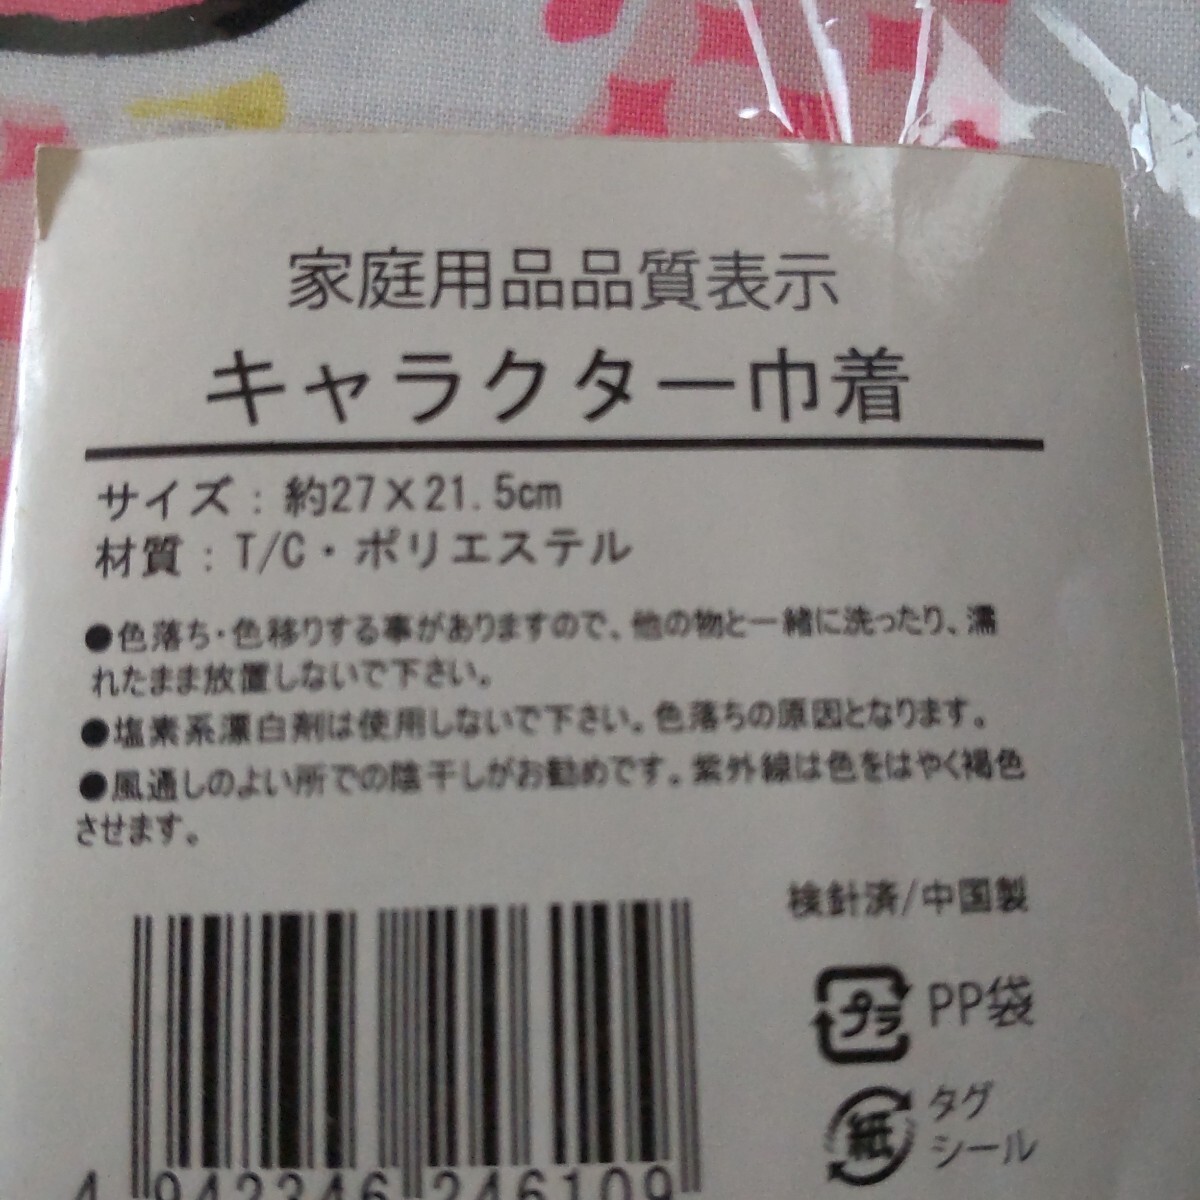 家庭用品品質表示
キャラクター巾着
サイズ：約27×21.5cm
材質：T/C・ポリエステル
●色落ち・色移りする事がありますので、他の物と一緒に洗ったり、濡
れたまま放置しないで下さい。
●塩素系漂白剤は使用しないで下さい。色落ちの原因となります。
●風通しのよい所での陰干しがお勧めです。紫外線は色をはやく褐色
させます。
検針済/中国製
プラ PP袋
紙 タグ
シール
4 942346 246109